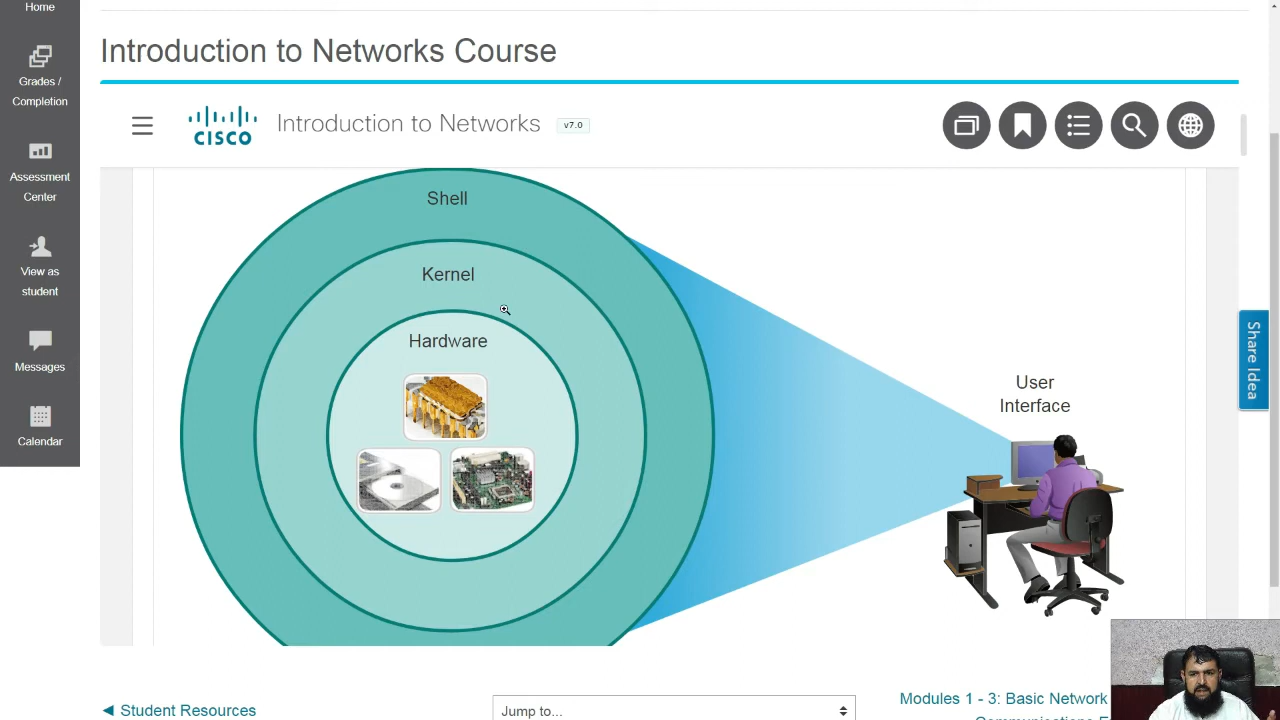 Home
Grades /
Completion
Assessment
Center
View as
student
Messages
Calendar
Introduction to Networks Course
CISCO
Introduction to Networks
v7.0
Shell
Kernel
Hardware
User
Interface
Share Idea
◄ Student Resources
Jump to...
Modules 1 - 3: Basic Network